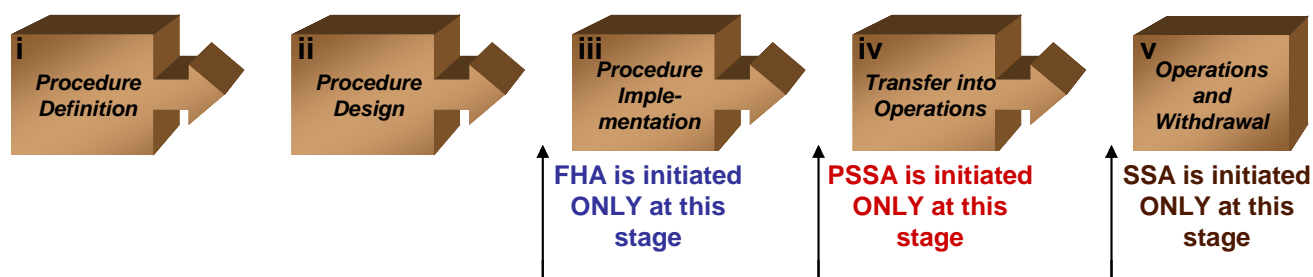 i
Procedure
Definition
ii
Procedure
Design
iii
Procedure
Imple-
mentation
iv
Transfer into
Operations
v
Operations
and
Withdrawal
FHA is initiated
ONLY at this
stage
PSSA is initiated
ONLY at this
stage
SSA is initiated
ONLY at this
stage